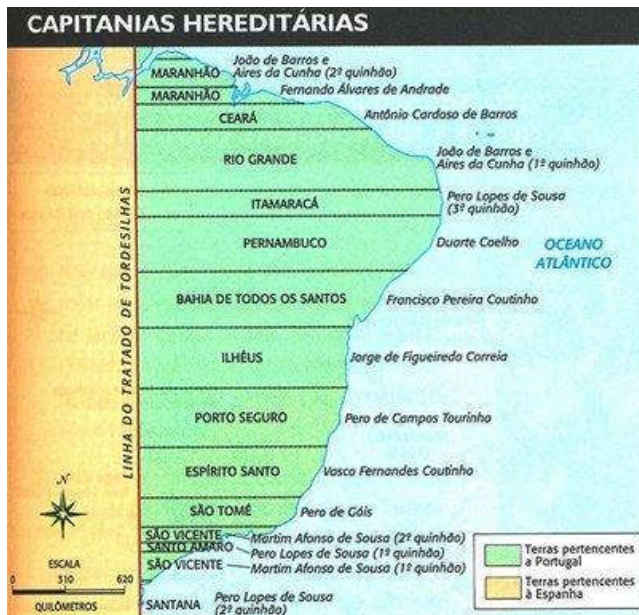 CAPITANIAS HEREDITÁRIAS
João de Barros e
Aires da Cunha (2º quinhão)
MARANHÃO
MARANHÃO
Fernando Álvares de Andrade
CEARÁ
Antônio Cardoso de Barros
RIO GRANDE
João de Barros e
Aires da Cunha (1º quinhão)
ITAMARACÁ
Pero Lopes de Sousa
(3º quinhão)
PERNAMBUCO
Duarte Coelho
OCEANO
ATLÂNTICO
BAHIA DE TODOS OS SANTOS
Francisco Pereira Coutinho
ILHÉUS
Jorge de Figueiredo Correia
PORTO SEGURO
Pero de Campos Tourinho
ESPÍRITO SANTO
Vasco Fernandes Coutinho
SÃO TOMÉ
Pero de Góis
SÃO VICENTE
Martim Afonso de Sousa (2º quinhão)
SANTO AMARO
Pero Lopes de Sousa (1º quinhão)
SÃO VICENTE
Martim Afonso de Sousa (1º quinhão)
SANTANA
Pero Lopes de Sousa
(2º quinhão)
LINHA DO TRATADO DE TORDESILHAS
N
ESCALA
0 310 620
QUILÔMETROS
Terras pertencentes
a Portugal
Terras pertencentes
à Espanha